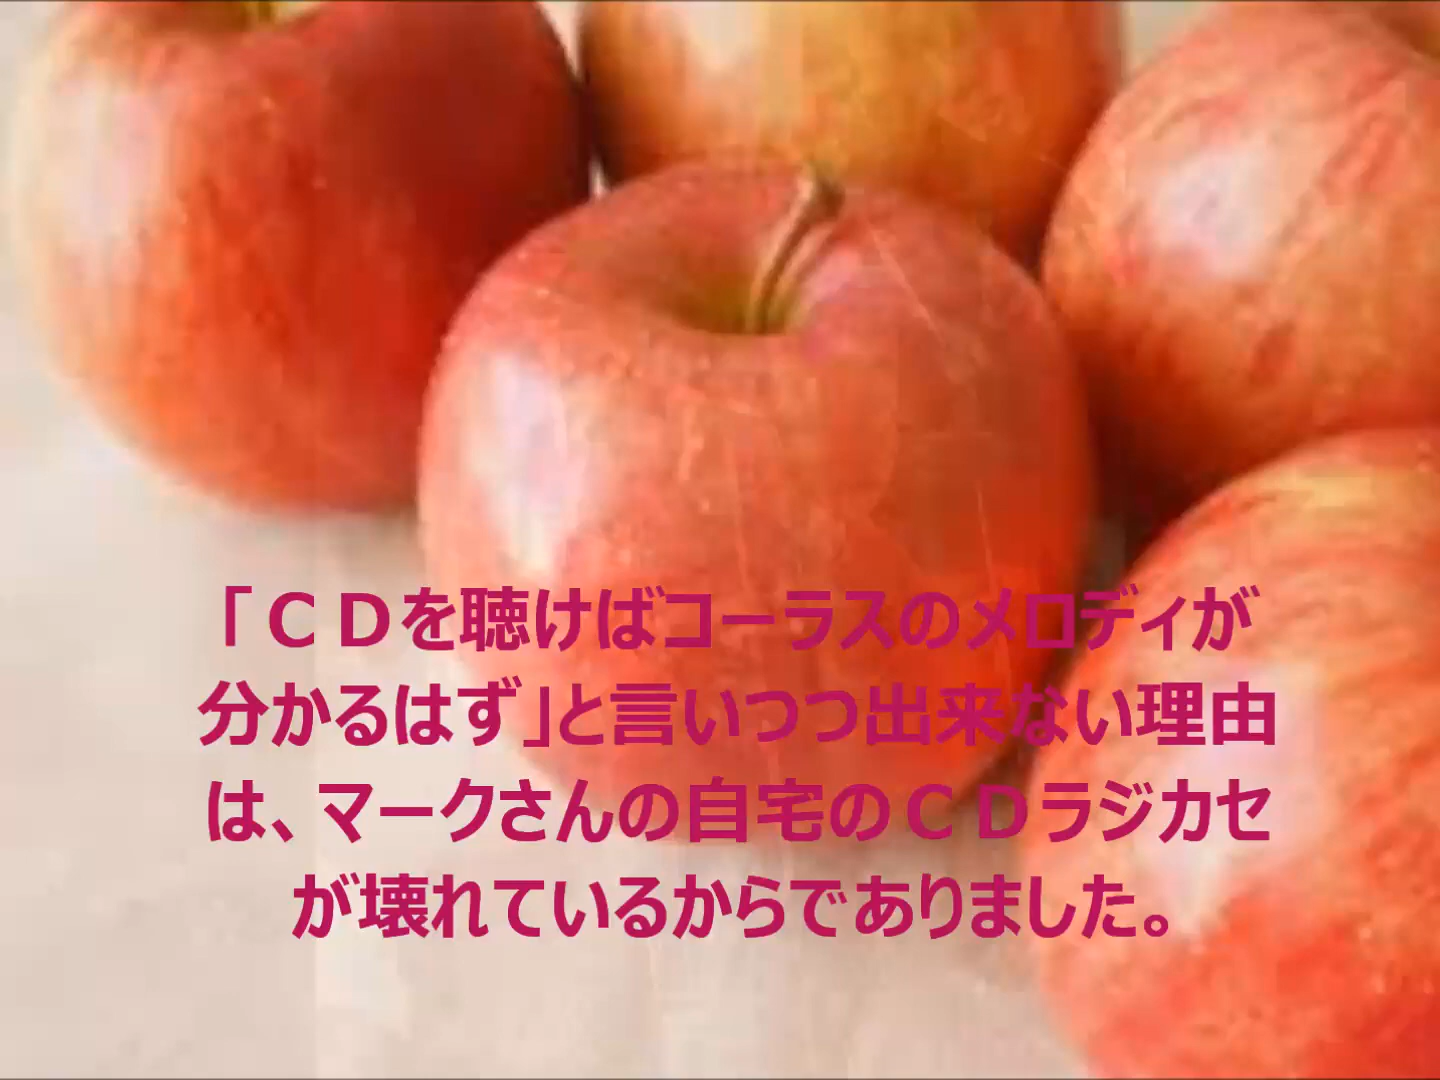 「ＣＤを聴けばコーラスのメロディが
分かるはず」と言いつつ出来ない理由
は、マークさんの自宅のＣＤラジカセ
が壊れているからでありました。